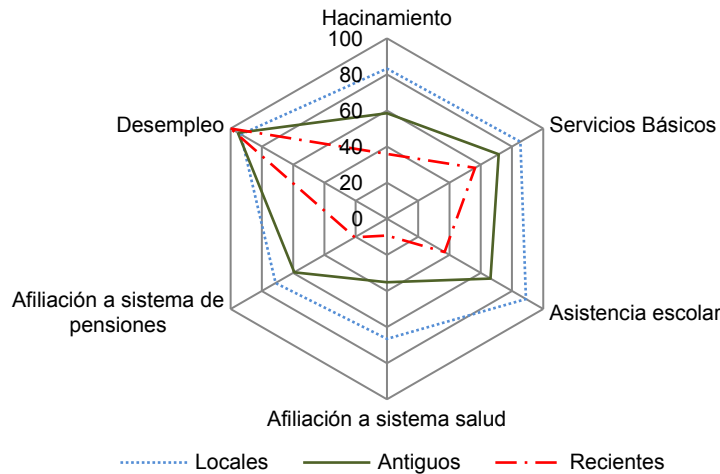 Hacinamiento
100
80
60
40
20
0
Servicios Básicos
Asistencia escolar
Afiliación a sistema salud
Afiliación a sistema de
pensiones
Desempleo
Locales Antiguos Recientes